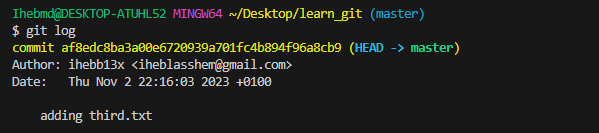 Ihebmd@DESKTOP-ATUHL52 MINGW64 ~/Desktop/learn_git (master)
$ git log
commit af8edc8ba3a00e6720939a701fc4b894f96a8cb9 (HEAD -> master)
Author: ihebb13x <iheblasshem@gmail.com>
Date:   Thu Nov 2 22:16:03 2023 +0100
    adding third.txt